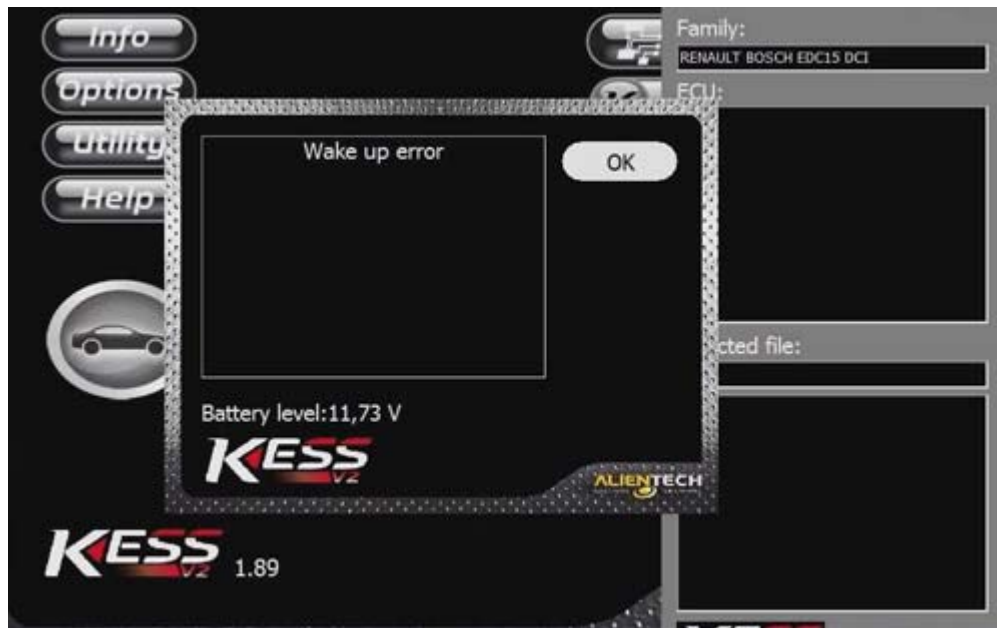 Info
Options
Utility
Help
Family:
RENAULT BOSCH EDC15 DCI
ECU:
Wake up error
OK
cted file:
Battery level:11,73 V
KESS
V2
ALIENTECH
KESS
V2
1.89